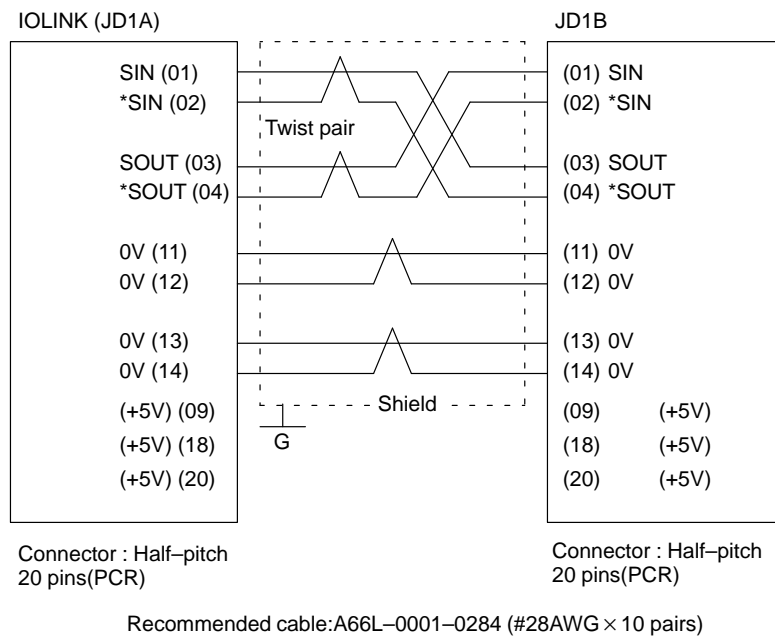 IOLINK (JD1A)
JD1B
SIN (01)
(01) SIN
*SIN (02)
(02) *SIN
Twist pair
SOUT (03)
(03) SOUT
*SOUT (04)
(04) *SOUT
0V (11)
(11) 0V
0V (12)
(12) 0V
0V (13)
(13) 0V
0V (14)
(14) 0V
Shield
(+5V) (09)
(09) (+5V)
G
(+5V) (18)
(18) (+5V)
(+5V) (20)
(20) (+5V)
Connector : Half–pitch
20 pins(PCR)
Connector : Half–pitch
20 pins(PCR)
Recommended cable:A66L–0001–0284 (#28AWG × 10 pairs)